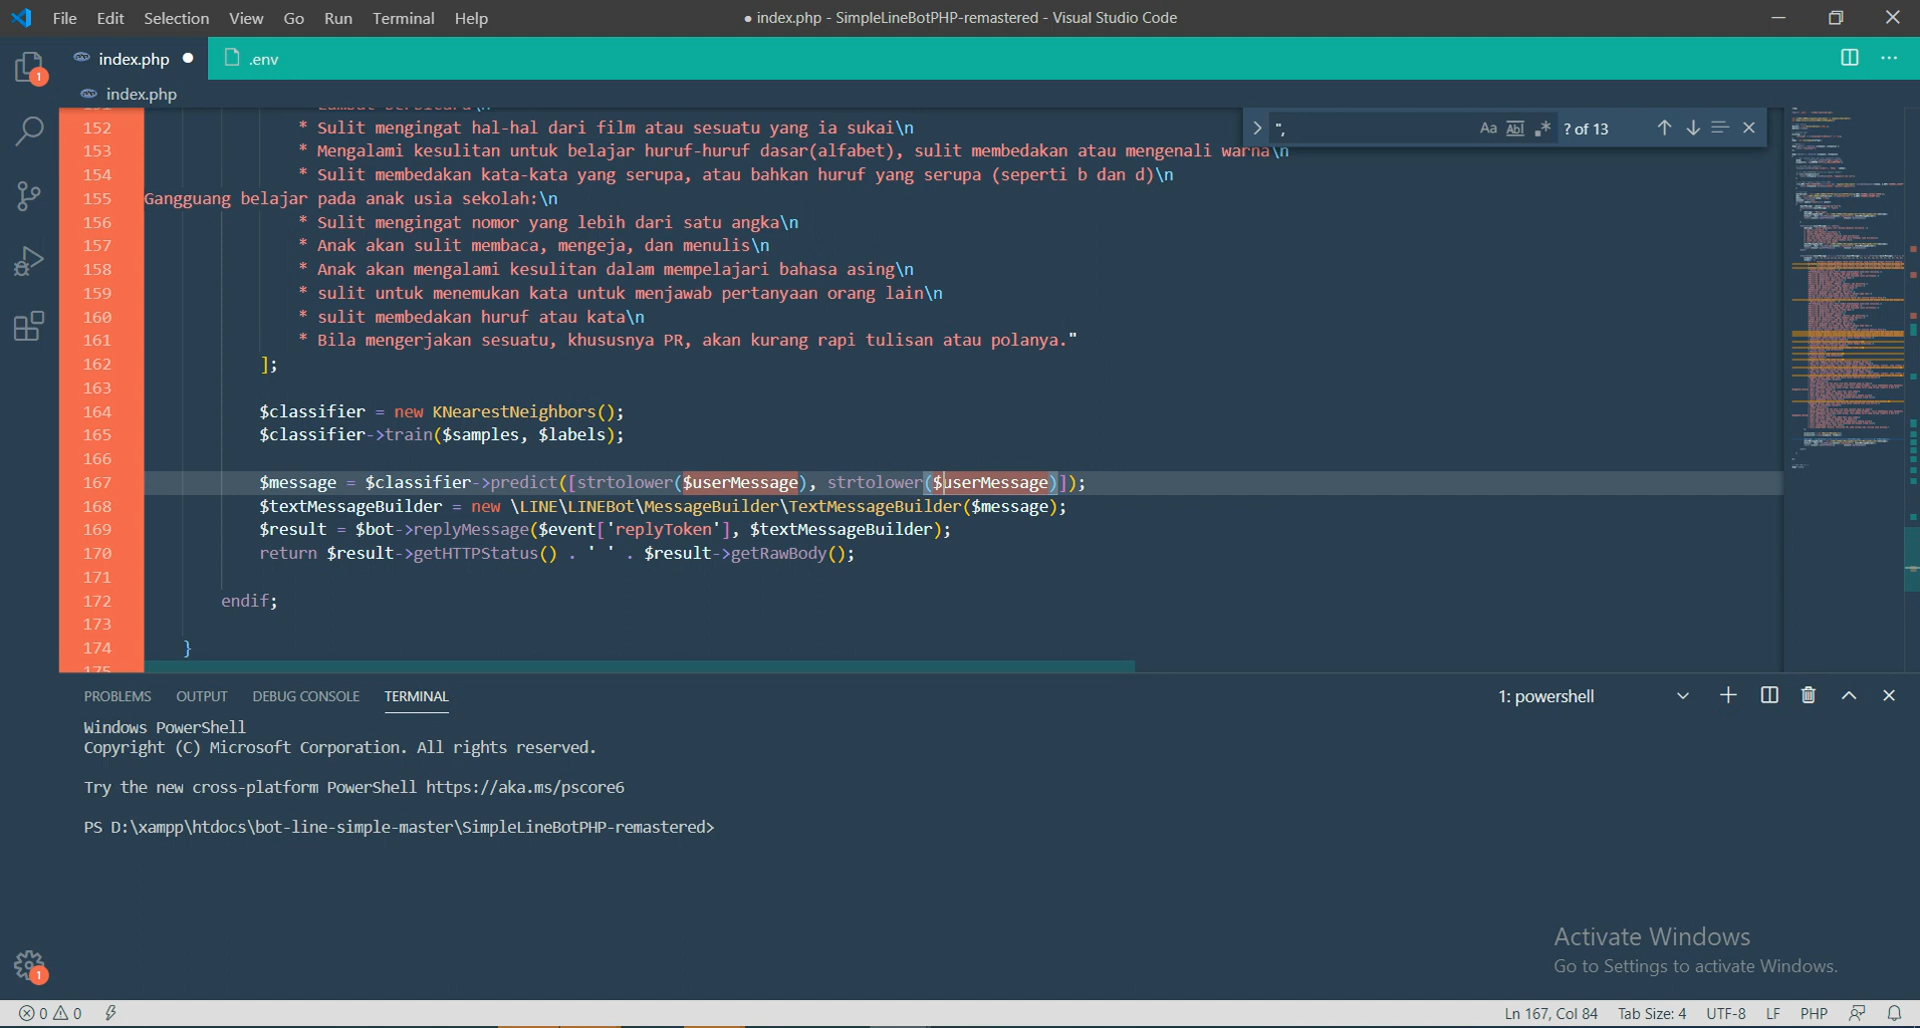 File Edit Selection View Go Run Terminal Help
● index.php - SimpleLineBotPHP-remastered - Visual Studio Code
index.php ●
.env
index.php
1
",
Aa Abl .* ? of 13
152 * Sulit mengingat hal-hal dari film atau sesuatu yang ia sukai\n
153 * Mengalami kesulitan untuk belajar huruf-huruf dasar(alfabet), sulit membedakan atau mengenali warna\n
154 * Sulit membedakan kata-kata yang serupa, atau bahkan huruf yang serupa (seperti b dan d)\n
155 Gangguang belajar pada anak usia sekolah:\n
156 * Sulit mengingat nomor yang lebih dari satu angka\n
157 * Anak akan sulit membaca, mengeja, dan menulis\n
158 * Anak akan mengalami kesulitan dalam mempelajari bahasa asing\n
159 * sulit untuk menemukan kata untuk menjawab pertanyaan orang lain\n
160 * sulit membedakan huruf atau kata\n
161 * Bila mengerjakan sesuatu, khususnya PR, akan kurang rapi tulisan atau polanya."
162 ];
163
164 $classifier = new KNearestNeighbors();
165 $classifier->train($samples, $labels);
166
167 $message = $classifier->predict([strtolower($userMessage), strtolower($userMessage)]);
168 $textMessageBuilder = new \LINE\LINEBot\MessageBuilder\TextMessageBuilder($message);
169 $result = $bot->replyMessage($event['replyToken'], $textMessageBuilder);
170 return $result->getHTTPStatus() . ' ' . $result->getRawBody();
171
172 endif;
173
174 }
175
PROBLEMS OUTPUT DEBUG CONSOLE TERMINAL
1: powershell
Windows PowerShell
Copyright (C) Microsoft Corporation. All rights reserved.
Try the new cross-platform PowerShell https://aka.ms/pscore6
PS D:\xampp\htdocs\bot-line-simple-master\SimpleLineBotPHP-remastered>
Activate Windows
Go to Settings to activate Windows.
1
0 0
Ln 167, Col 84 Tab Size: 4 UTF-8 LF PHP